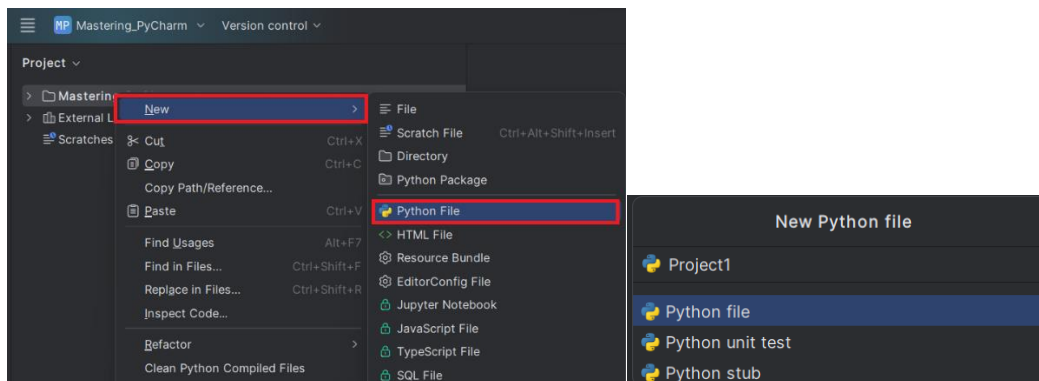 MP Mastering_PyCharm Version control
Project
Mastering
External L
Scratches
New
Cut Ctrl+X
Copy Ctrl+C
Copy Path/Reference...
Paste Ctrl+V
Find Usages Alt+F7
Find in Files... Ctrl+Shift+F
Replace in Files... Ctrl+Shift+R
Inspect Code...
Refactor
Clean Python Compiled Files
File
Scratch File Ctrl+Alt+Shift+Insert
Directory
Python Package
Python File
HTML File
Resource Bundle
EditorConfig File
Jupyter Notebook
JavaScript File
TypeScript File
SQL File
New Python file
Project1
Python file
Python unit test
Python stub